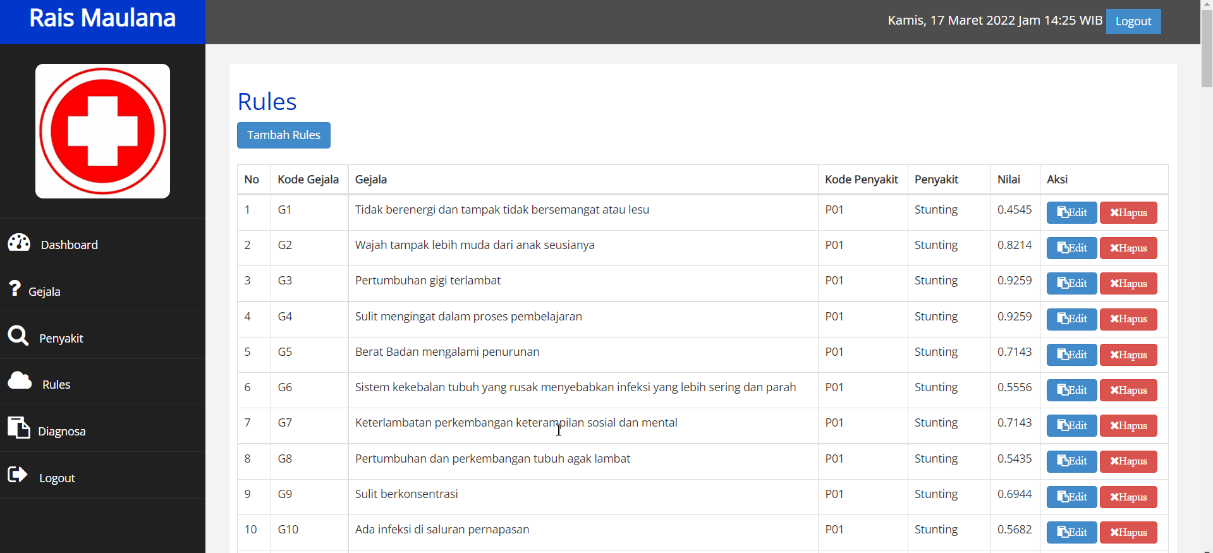 Rais Maulana
Kamis, 17 Maret 2022 Jam 14:25 WIB Logout
Dashboard
Gejala
Penyakit
Rules
Diagnosa
Logout
Rules
Tambah Rules
No Kode Gejala Gejala Kode Penyakit Penyakit Nilai Aksi
1 G1 Tidak berenergi dan tampak tidak bersemangat atau lesu P01 Stunting 0.4545 Edit Hapus
2 G2 Wajah tampak lebih muda dari anak seusianya P01 Stunting 0.8214 Edit Hapus
3 G3 Pertumbuhan gigi terlambat P01 Stunting 0.9259 Edit Hapus
4 G4 Sulit mengingat dalam proses pembelajaran P01 Stunting 0.9259 Edit Hapus
5 G5 Berat Badan mengalami penurunan P01 Stunting 0.7143 Edit Hapus
6 G6 Sistem kekebalan tubuh yang rusak menyebabkan infeksi yang lebih sering dan parah P01 Stunting 0.5556 Edit Hapus
7 G7 Keterlambatan perkembangan keterampilan sosial dan mental P01 Stunting 0.7143 Edit Hapus
8 G8 Pertumbuhan dan perkembangan tubuh agak lambat P01 Stunting 0.5435 Edit Hapus
9 G9 Sulit berkonsentrasi P01 Stunting 0.6944 Edit Hapus
10 G10 Ada infeksi di saluran pernapasan P01 Stunting 0.5682 Edit Hapus